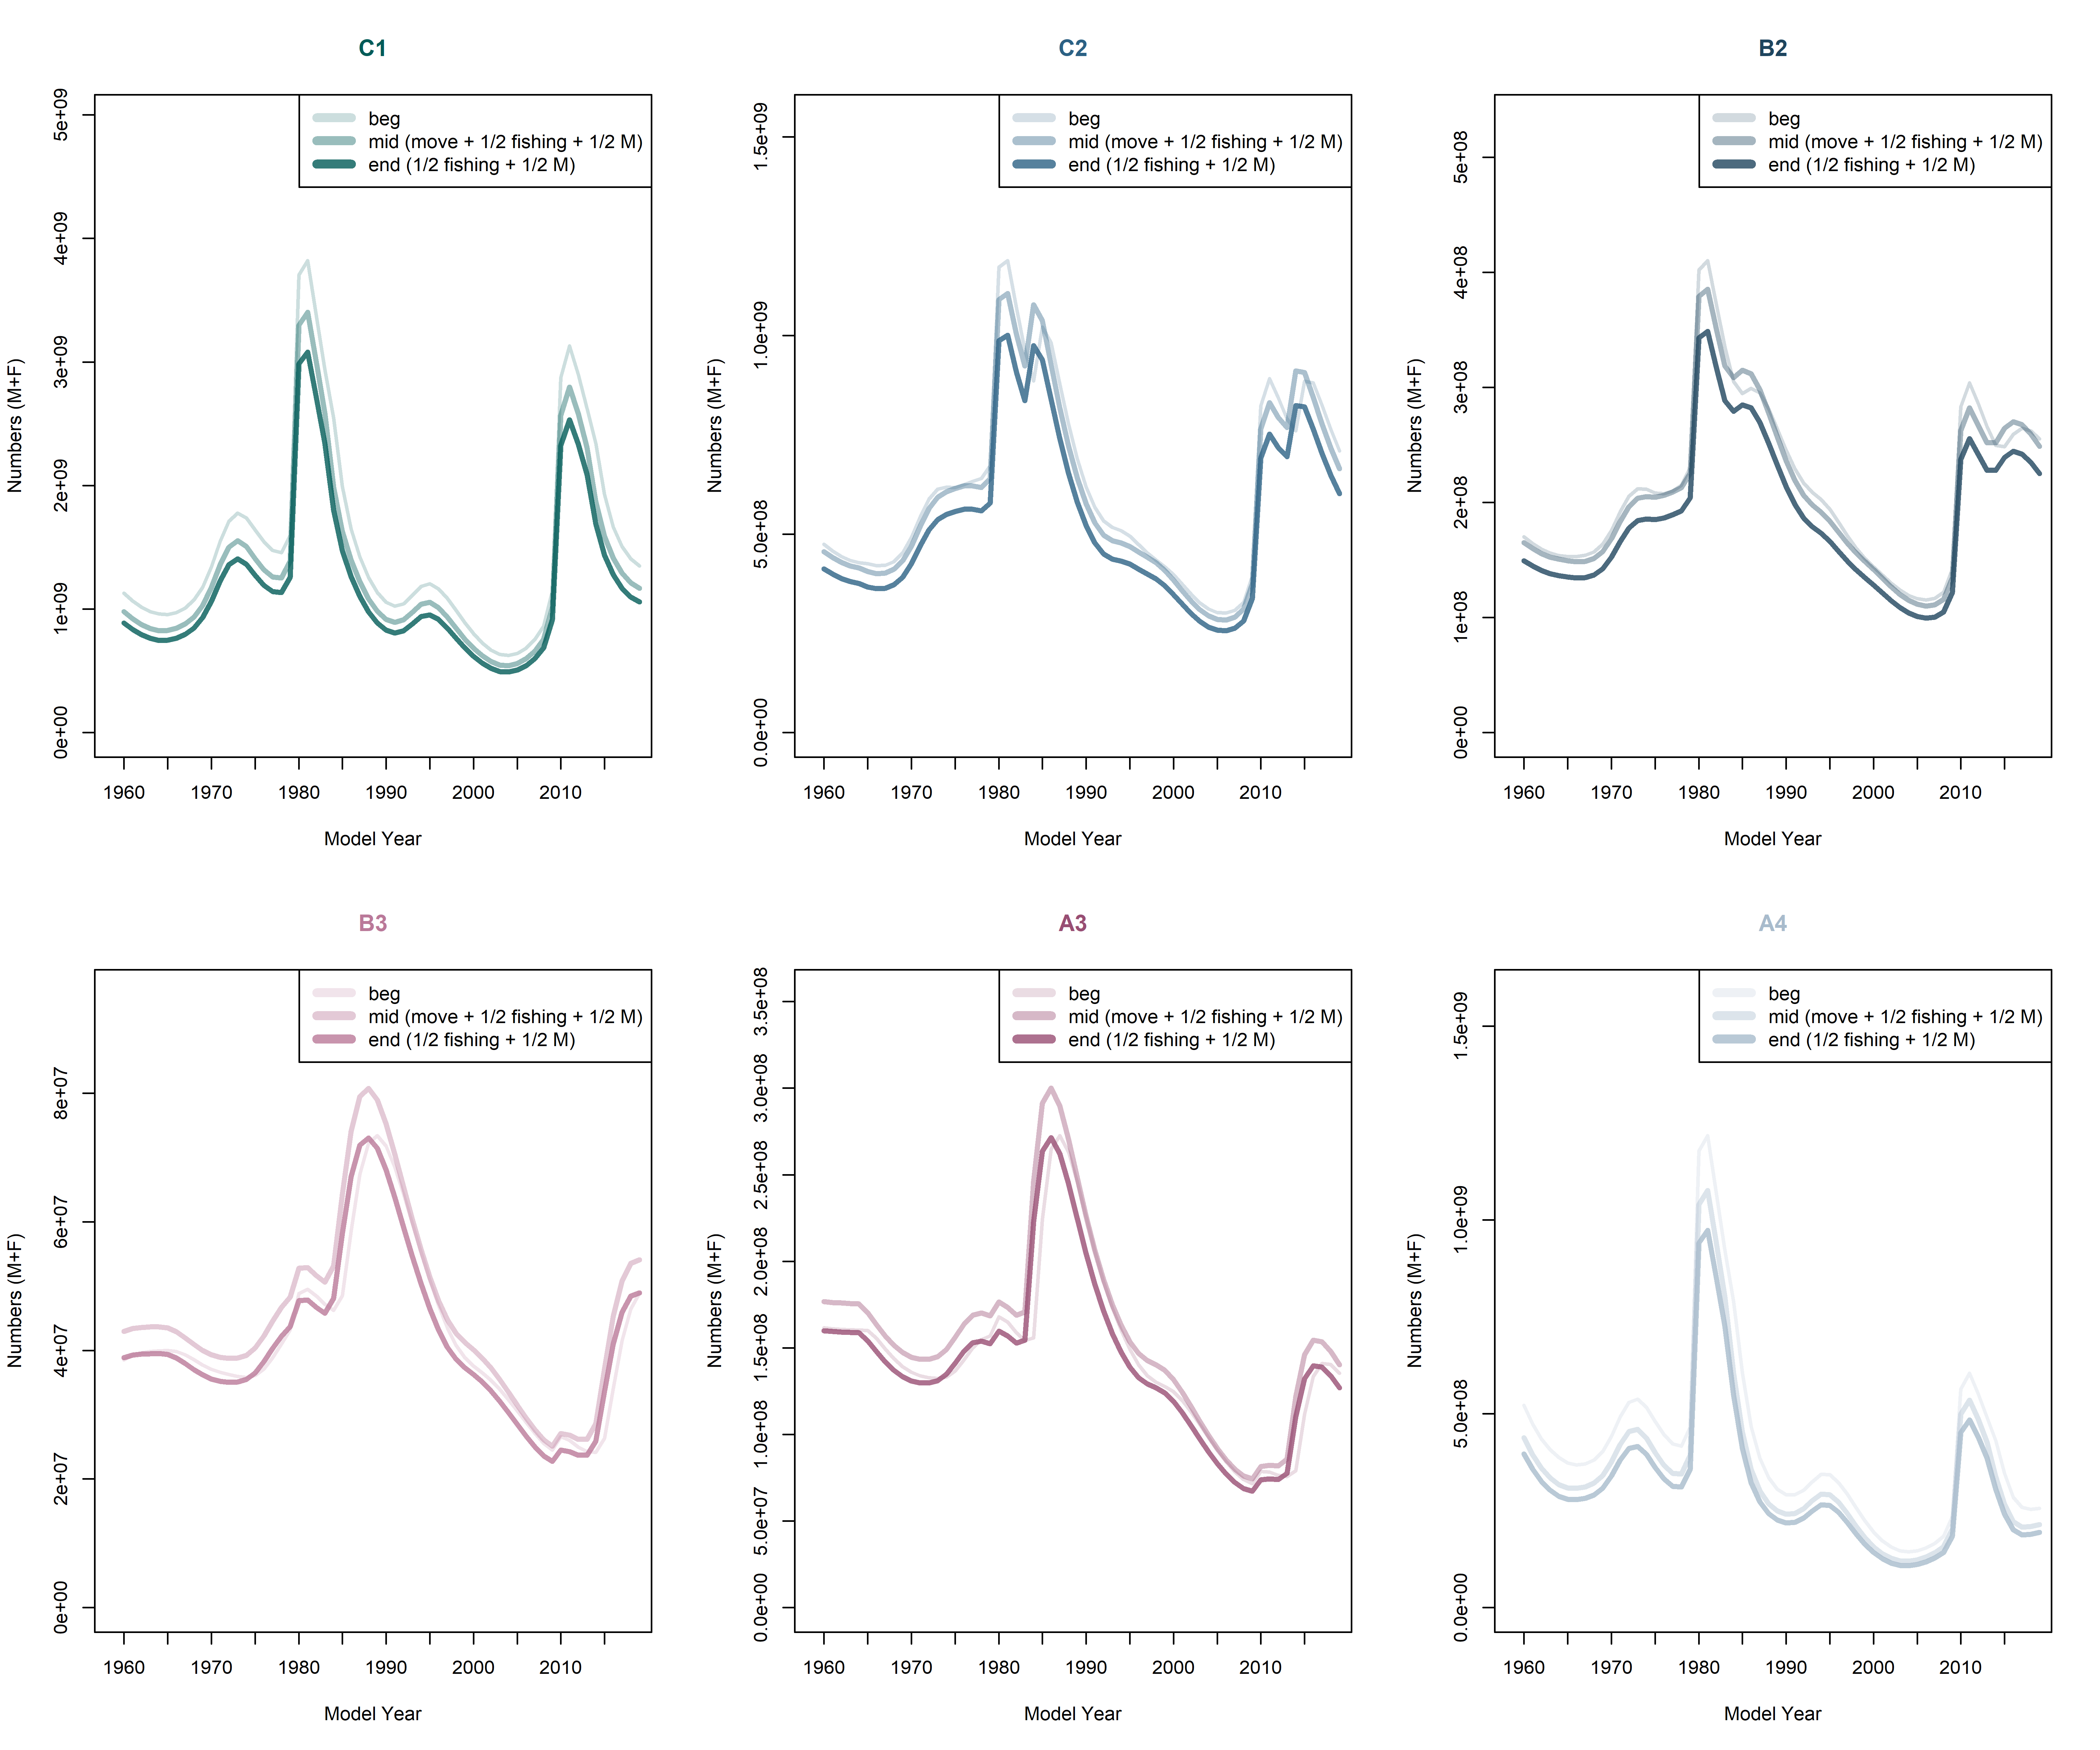 C1
beg
mid (move + 1/2 fishing + 1/2 M)
end (1/2 fishing + 1/2 M)
Numbers (M+F)
5e+09
4e+09
3e+09
2e+09
1e+09
0e+00
1960 1970 1980 1990 2000 2010
Model Year
C2
beg
mid (move + 1/2 fishing + 1/2 M)
end (1/2 fishing + 1/2 M)
Numbers (M+F)
1.5e+09
1.0e+09
5.0e+08
0.0e+00
1960 1970 1980 1990 2000 2010
Model Year
B2
beg
mid (move + 1/2 fishing + 1/2 M)
end (1/2 fishing + 1/2 M)
Numbers (M+F)
5e+08
4e+08
3e+08
2e+08
1e+08
0e+00
1960 1970 1980 1990 2000 2010
Model Year
B3
beg
mid (move + 1/2 fishing + 1/2 M)
end (1/2 fishing + 1/2 M)
Numbers (M+F)
8e+07
6e+07
4e+07
2e+07
0e+00
1960 1970 1980 1990 2000 2010
Model Year
A3
beg
mid (move + 1/2 fishing + 1/2 M)
end (1/2 fishing + 1/2 M)
Numbers (M+F)
3.5e+08
3.0e+08
2.5e+08
2.0e+08
1.5e+08
1.0e+08
5.0e+07
0.0e+00
1960 1970 1980 1990 2000 2010
Model Year
A4
beg
mid (move + 1/2 fishing + 1/2 M)
end (1/2 fishing + 1/2 M)
Numbers (M+F)
1.5e+09
1.0e+09
5.0e+08
0.0e+00
1960 1970 1980 1990 2000 2010
Model Year